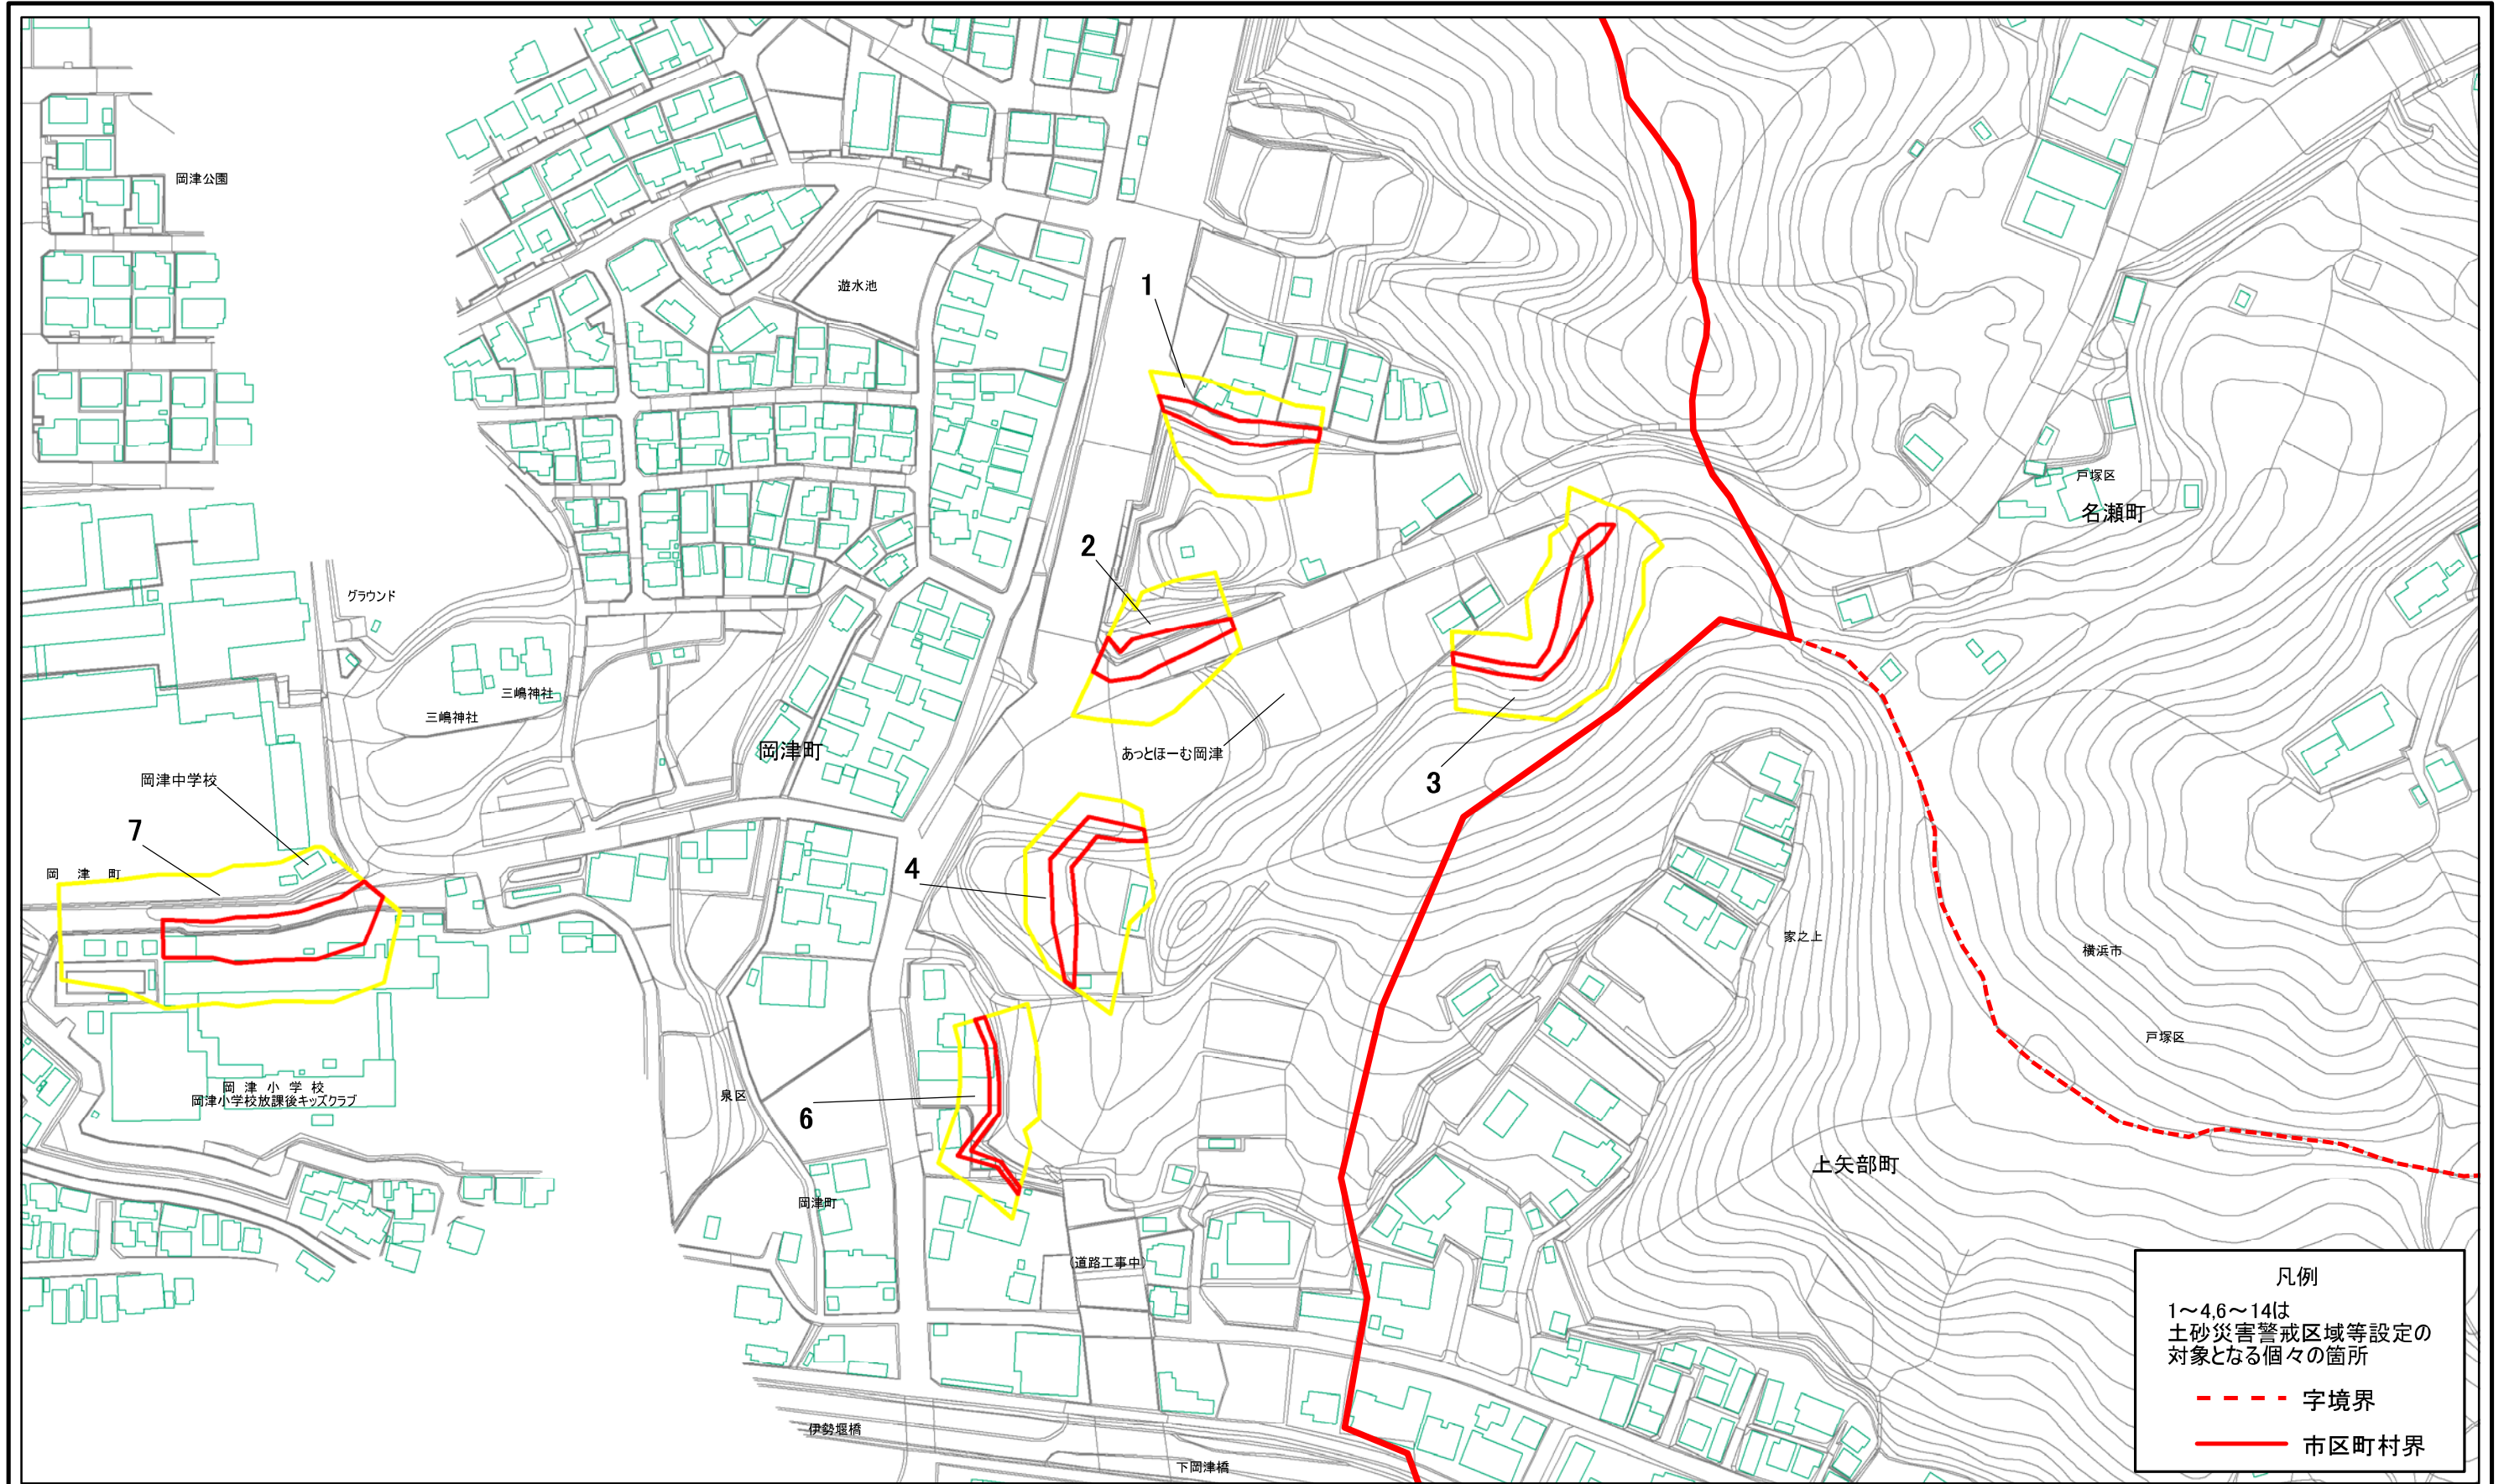 岡津公園
遊水池
1
2
戸塚区
名瀬町
グラウンド
三嶋神社
三嶋神社
岡津町
あっとほーむ岡津
3
岡津中学校
7
岡 津 町
4
家之上
横浜市
戸塚区
岡 津 小 学 校
岡津小学校放課後キッズクラブ
泉区
6
上矢部町
岡津町
(道路工事中)
伊勢堰橋
下岡津橋
凡例
1～4,6～14は
土砂災害警戒区域等設定の
対象となる個々の箇所
字境界
市区町村界